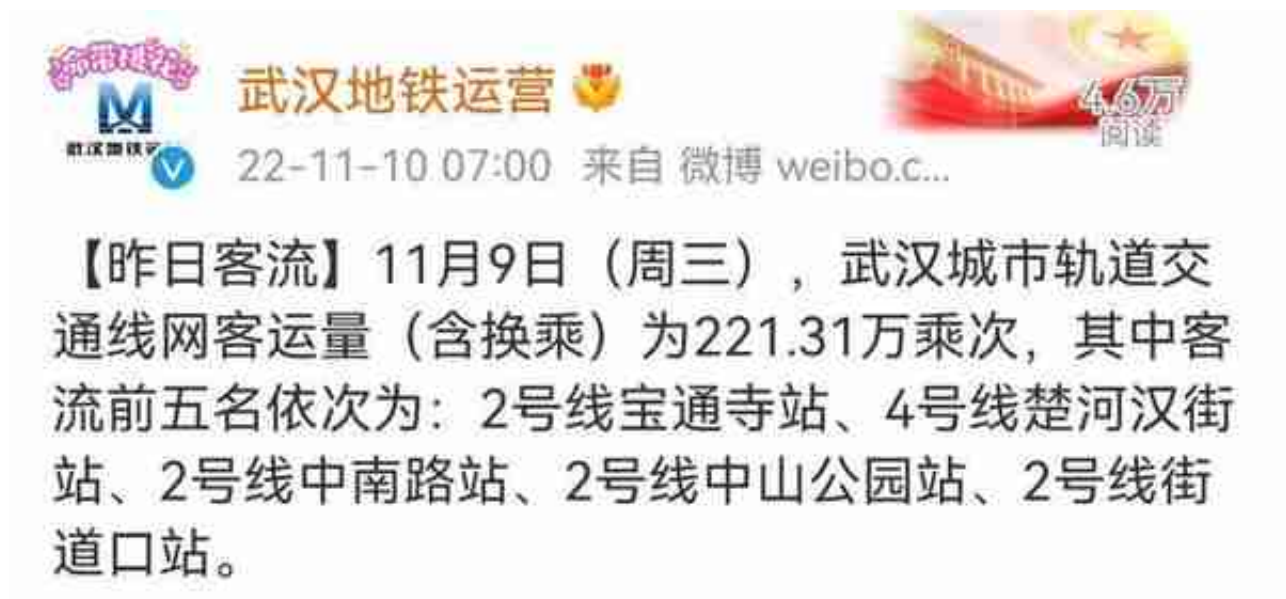 武汉地铁运营
4.6万
阅读
武汉地铁运
22-11-10 07:00 来自 微博 weibo.c...
【昨日客流】11月9日（周三），武汉城市轨道交
通线网客运量（含换乘）为221.31万乘次，其中客
流前五名依次为：2号线宝通寺站、4号线楚河汉街
站、2号线中南路站、2号线中山公园站、2号线街
道口站。